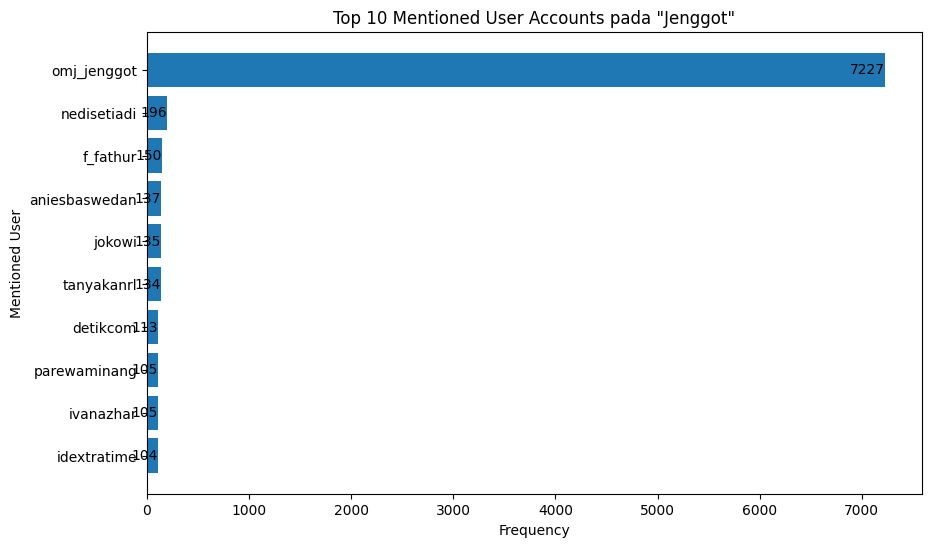 Top 10 Mentioned User Accounts pada "Jenggot"
Mentioned User
omj_jenggot 7227
nedisetiadi 196
f_fathur 150
aniesbaswedan 137
jokowi 135
tanyakanrl 134
detikcom 113
parewaminang 105
ivanazhar 105
idextratime 104
0 1000 2000 3000 4000 5000 6000 7000
Frequency